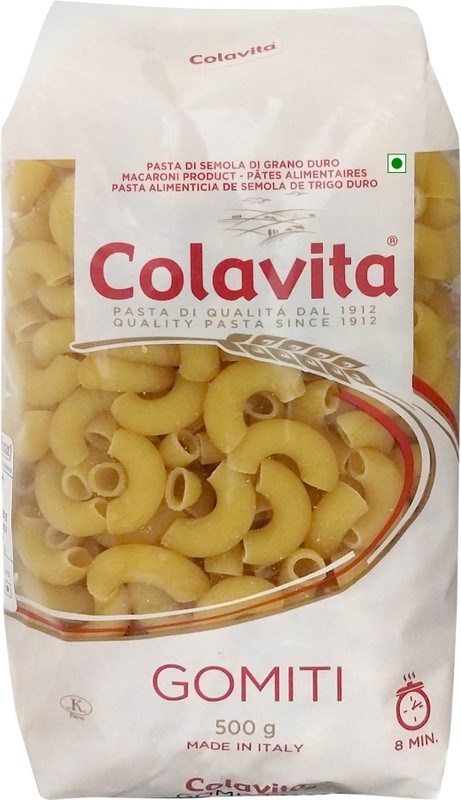 Colavita
PASTA DI SEMOLA DI GRANO DURO
MACARONI PRODUCT - PÂTES ALIMENTAIRES
PASTA ALIMENTICIA DE SEMOLA DE TRIGO DURO
Colavita®
PASTA DI QUALITÀ DAL 1912
QUALITY PASTA SINCE 1912
GOMITI
500 g
MADE IN ITALY
K
8 MIN.
Colavita
GOMITI